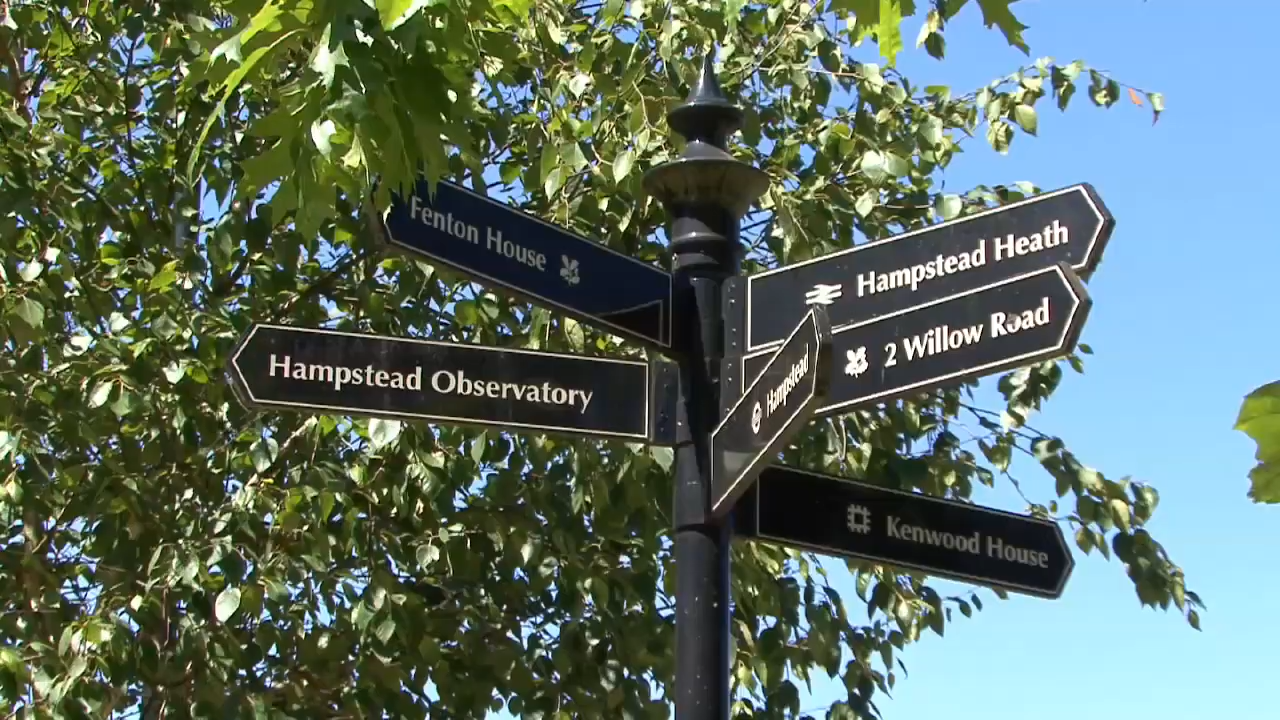 Fenton House
Hampstead Heath
2 Willow Road
Hampstead Observatory
Hampstead
Kenwood House